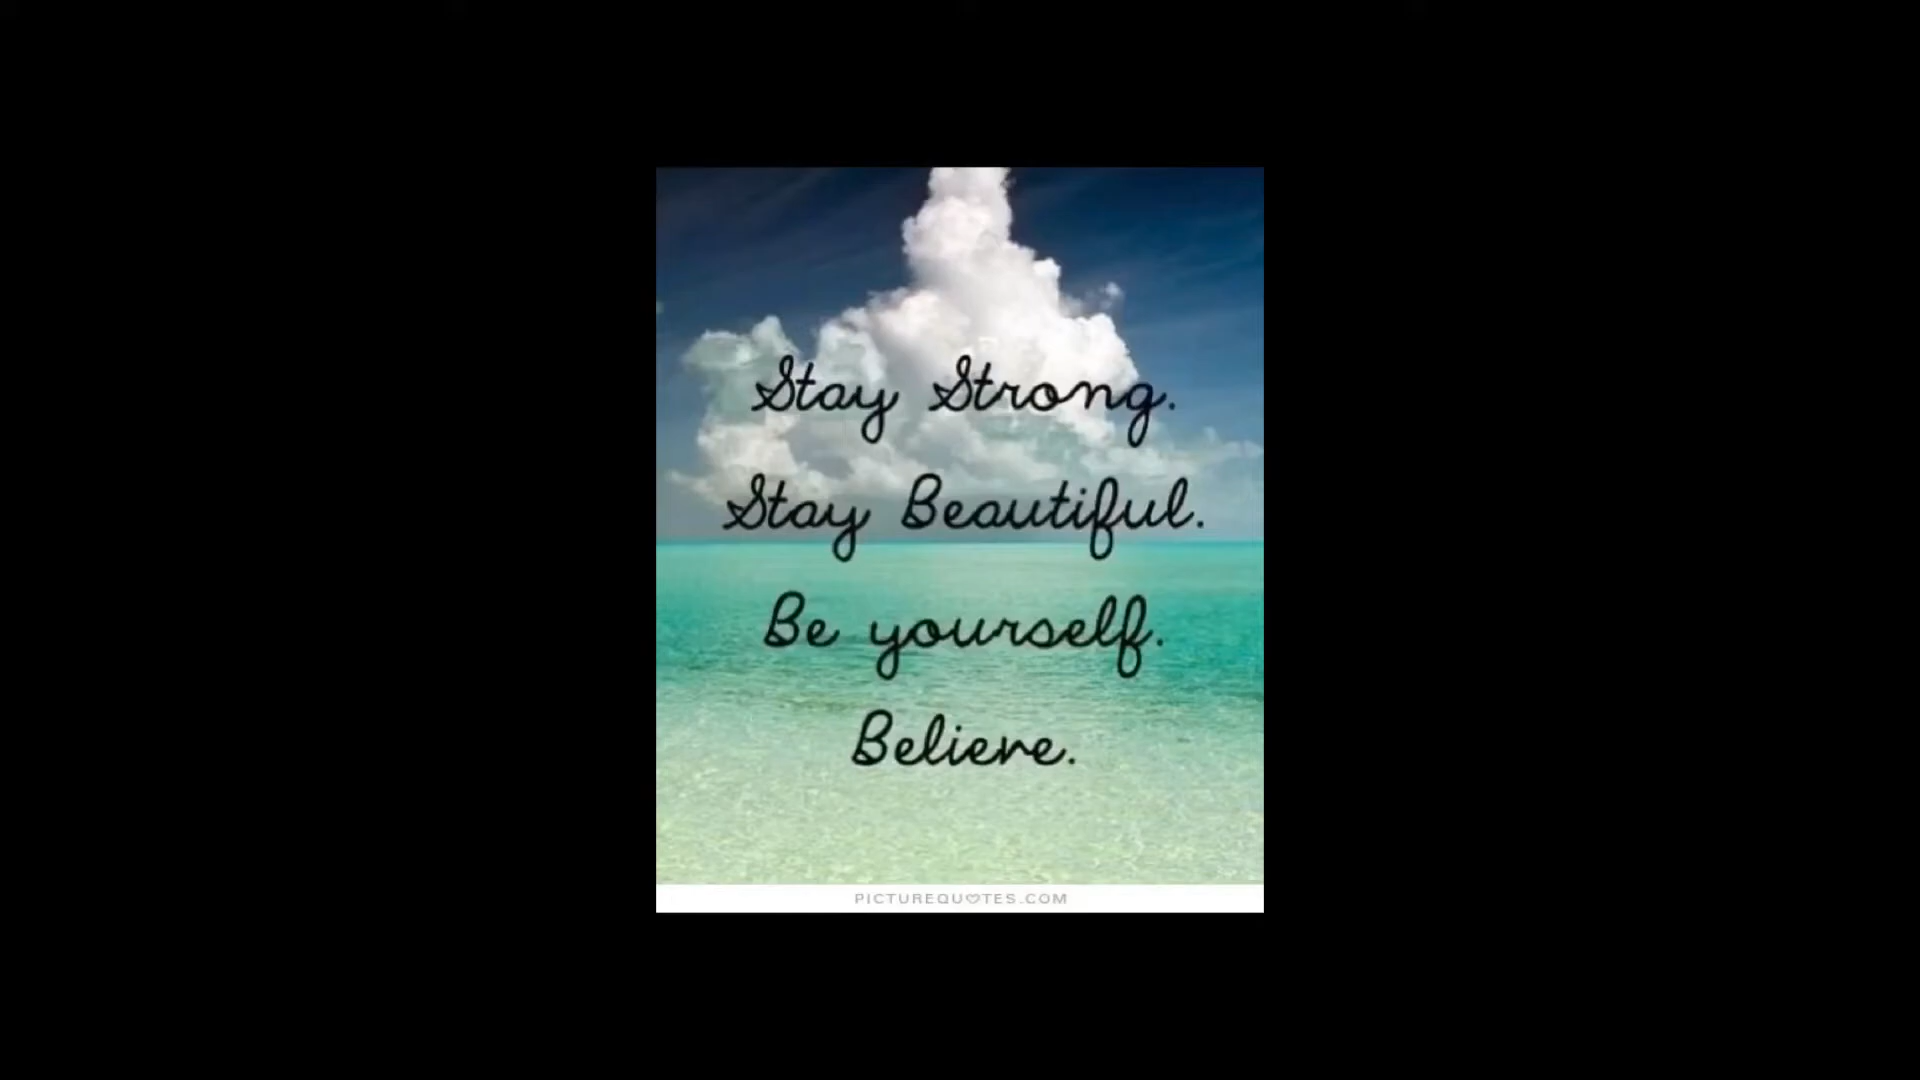 Stay Strong.
Stay Beautiful.
Be yourself.
Believe.
PICTUREQUOTES.COM